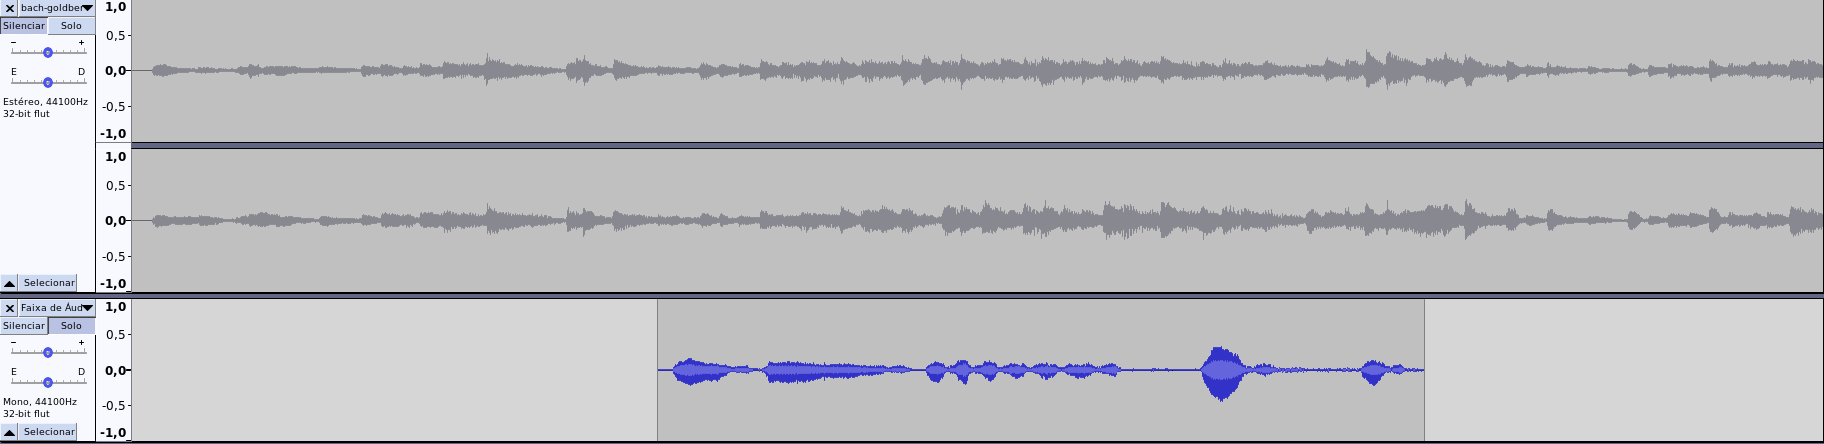 bach-goldber
Silenciar Solo
- +
E D
Estéreo, 44100Hz
32-bit flut
Selecionar
1,0
0,5
0,0
-0,5
-1,0
1,0
0,5
0,0
-0,5
-1,0
Faixa de Áud
Silenciar Solo
- +
E D
Mono, 44100Hz
32-bit flut
Selecionar
1,0
0,5
0,0
-0,5
-1,0